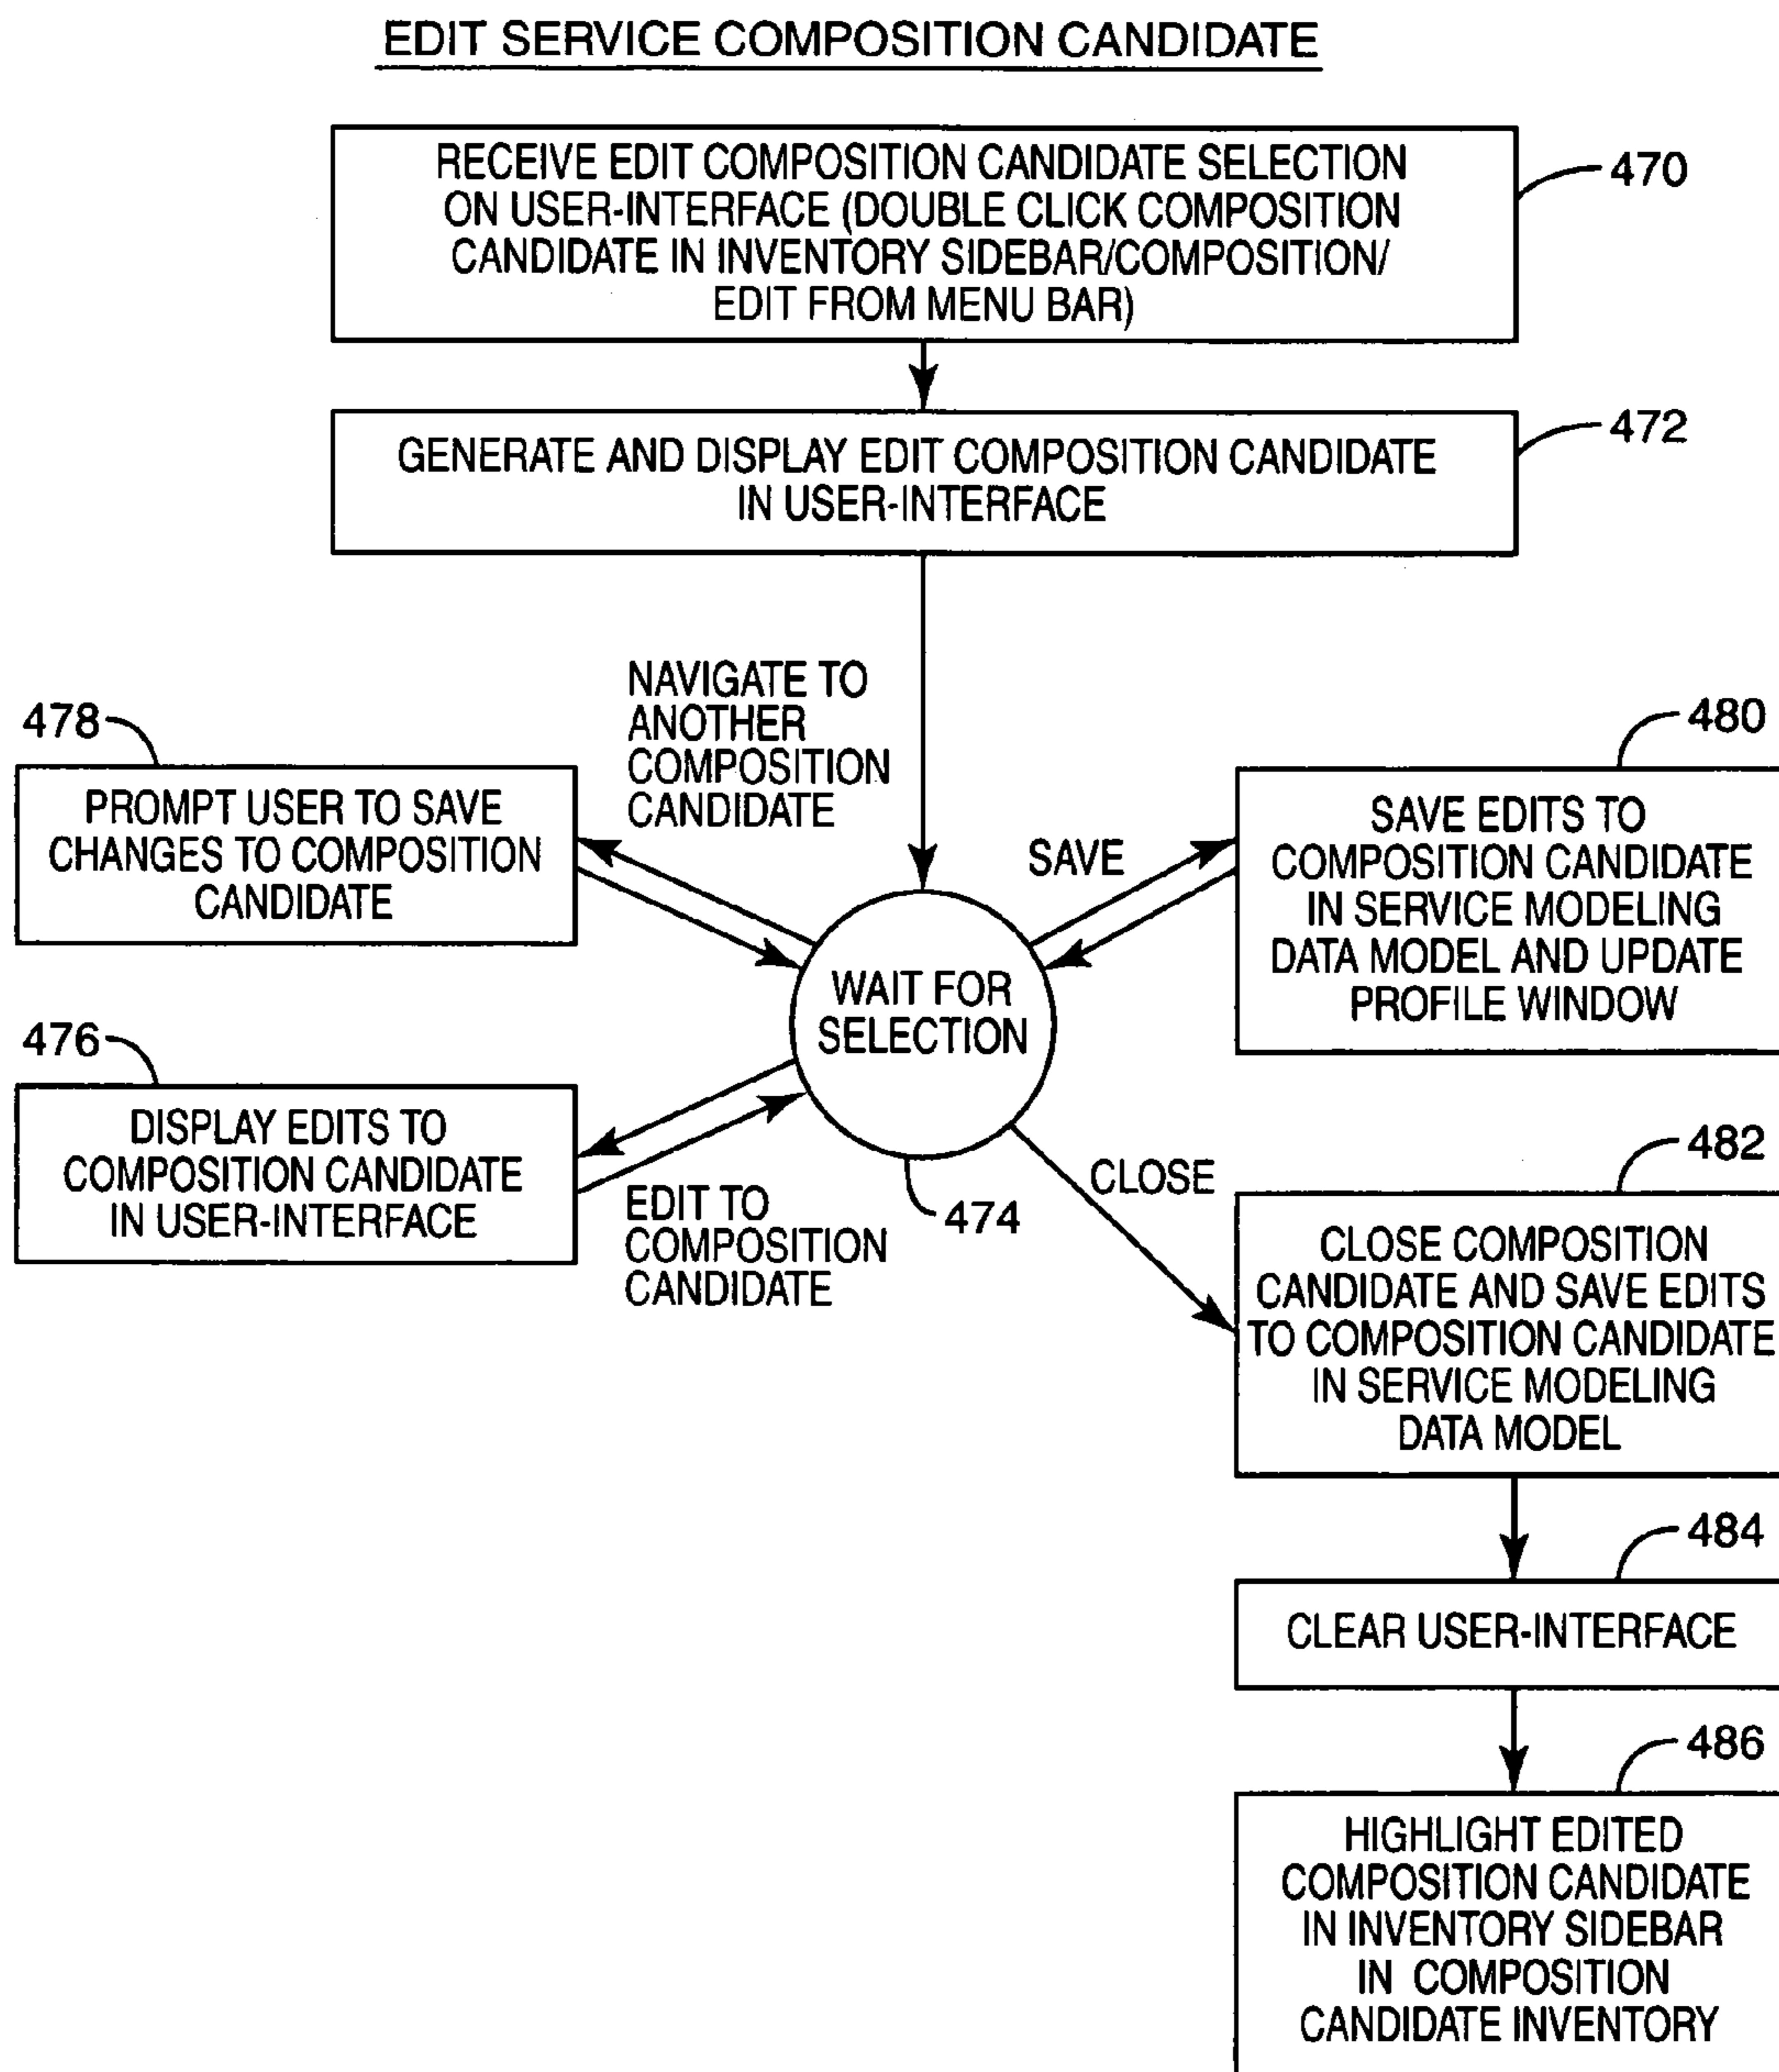 EDIT SERVICE COMPOSITION CANDIDATE
RECEIVE EDIT COMPOSITION CANDIDATE SELECTION
ON USER-INTERFACE (DOUBLE CLICK COMPOSITION
CANDIDATE IN INVENTORY SIDEBAR/COMPOSITION/
EDIT FROM MENU BAR)
470
GENERATE AND DISPLAY EDIT COMPOSITION CANDIDATE
IN USER-INTERFACE
472
NAVIGATE TO
ANOTHER
COMPOSITION
CANDIDATE
478
PROMPT USER TO SAVE
CHANGES TO COMPOSITION
CANDIDATE
480
SAVE
SAVE EDITS TO
COMPOSITION CANDIDATE
IN SERVICE MODELING
DATA MODEL AND UPDATE
PROFILE WINDOW
WAIT FOR
SELECTION
474
476
DISPLAY EDITS TO
COMPOSITION CANDIDATE
IN USER-INTERFACE
EDIT TO
COMPOSITION
CANDIDATE
CLOSE
482
CLOSE COMPOSITION
CANDIDATE AND SAVE EDITS
TO COMPOSITION CANDIDATE
IN SERVICE MODELING
DATA MODEL
484
CLEAR USER-INTERFACE
486
HIGHLIGHT EDITED
COMPOSITION CANDIDATE
IN INVENTORY SIDEBAR
IN COMPOSITION
CANDIDATE INVENTORY